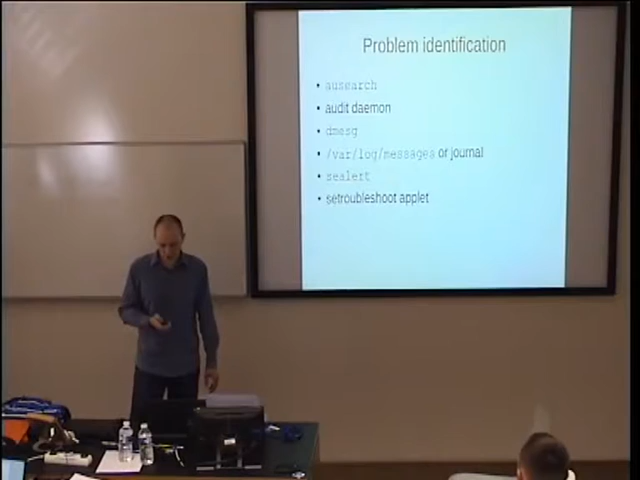 Problem identification
• ausearch
• audit daemon
• dmesg
• /var/log/messages or journal
• sealert
• setroubleshoot applet